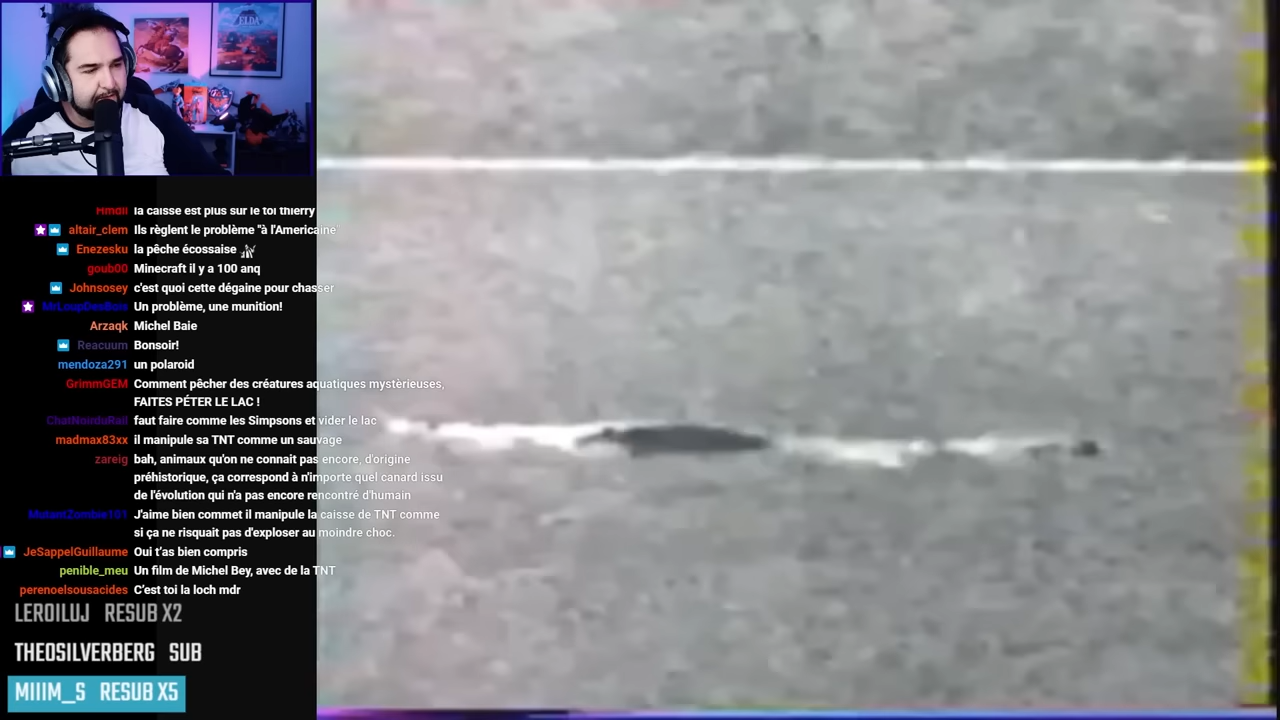 ZELDA
Hmdll la caisse est plus sur le toi thierry
altair_clem Ils règlent le problème "à l'Americaine"
Enezesku la pêche écossaise
goub00 Minecraft il y a 100 anq
Johnsosey c'est quoi cette dégaine pour chasser
MrLoupDesBois Un problème, une munition!
Arzaqk Michel Baie
Reacuum Bonsoir!
mendoza291 un polaroid
GrimmGEM Comment pêcher des créatures aquatiques mystèrieuses,
FAITES PÉTER LE LAC !
ChatNoirduRail faut faire comme les Simpsons et vider le lac
madmax83xx il manipule sa TNT comme un sauvage
zareig bah, animaux qu'on ne connait pas encore, d'origine
préhistorique, ça correspond à n'importe quel canard issu
de l'évolution qui n'a pas encore rencontré d'humain
MutantZombie101 J'aime bien commet il manipule la caisse de TNT comme
si ça ne risquait pas d'exploser au moindre choc.
JeSappelGuillaume Oui t'as bien compris
penible_meu Un film de Michel Bey, avec de la TNT
perenoelsousacides C'est toi la loch mdr
LEROILUJ RESUB X2
THEOSILVERBERG SUB
MIIIM_S RESUB X5